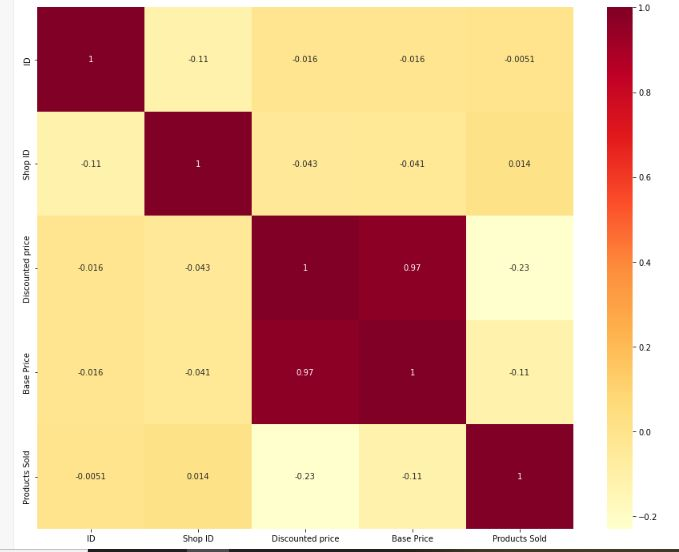 1.0
ID 1 -0.11 -0.016 -0.016 -0.0051
0.8
Shop ID -0.11 1 -0.043 -0.041 0.014
0.6
Discounted price -0.016 -0.043 1 0.97 -0.23
0.4
0.2
Base Price -0.016 -0.041 0.97 1 -0.11
0.0
Products Sold -0.0051 0.014 -0.23 -0.11 1
−0.2
ID Shop ID Discounted price Base Price Products Sold